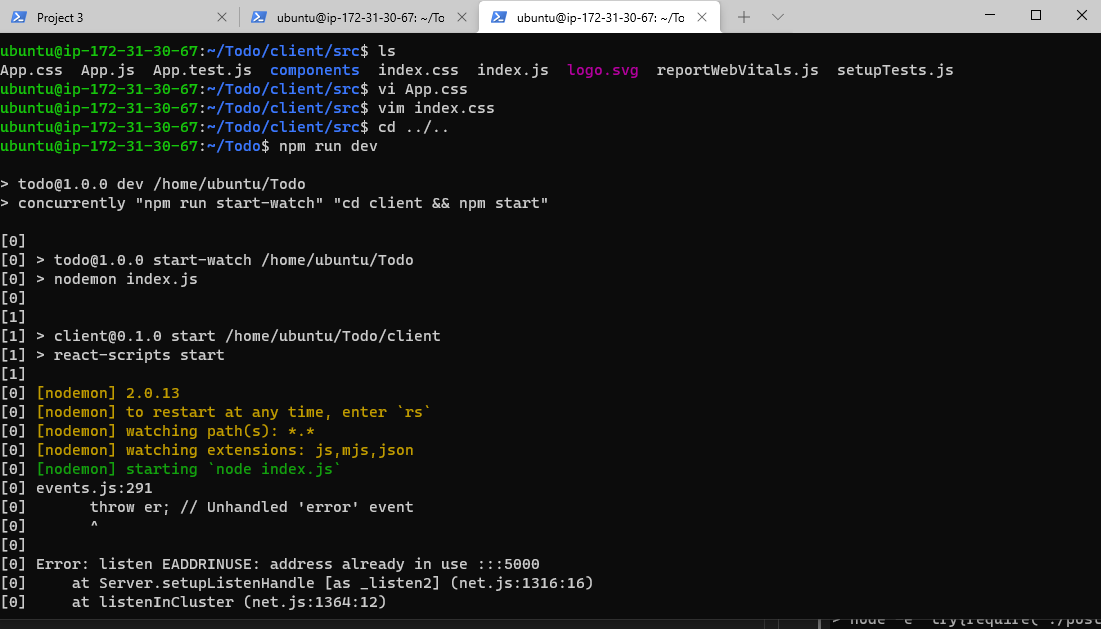 Project 3
ubuntu@ip-172-31-30-67: ~/To
ubuntu@ip-172-31-30-67: ~/To
ubuntu@ip-172-31-30-67:~/Todo/client/src$ ls
App.css  App.js  App.test.js  components  index.css  index.js  logo.svg  reportWebVitals.js  setupTests.js
ubuntu@ip-172-31-30-67:~/Todo/client/src$ vi App.css
ubuntu@ip-172-31-30-67:~/Todo/client/src$ vim index.css
ubuntu@ip-172-31-30-67:~/Todo/client/src$ cd ../..
ubuntu@ip-172-31-30-67:~/Todo$ npm run dev
> todo@1.0.0 dev /home/ubuntu/Todo
> concurrently "npm run start-watch" "cd client && npm start"
[0]
[0] > todo@1.0.0 start-watch /home/ubuntu/Todo
[0] > nodemon index.js
[0]
[1]
[1] > client@0.1.0 start /home/ubuntu/Todo/client
[1] > react-scripts start
[1]
[0] [nodemon] 2.0.13
[0] [nodemon] to restart at any time, enter `rs`
[0] [nodemon] watching path(s): *.*
[0] [nodemon] watching extensions: js,mjs,json
[0] [nodemon] starting `node index.js`
[0] events.js:291
[0]       throw er; // Unhandled 'error' event
[0]       ^
[0]
[0] Error: listen EADDRINUSE: address already in use :::5000
[0]     at Server.setupListenHandle [as _listen2] (net.js:1316:16)
[0]     at listenInCluster (net.js:1364:12)